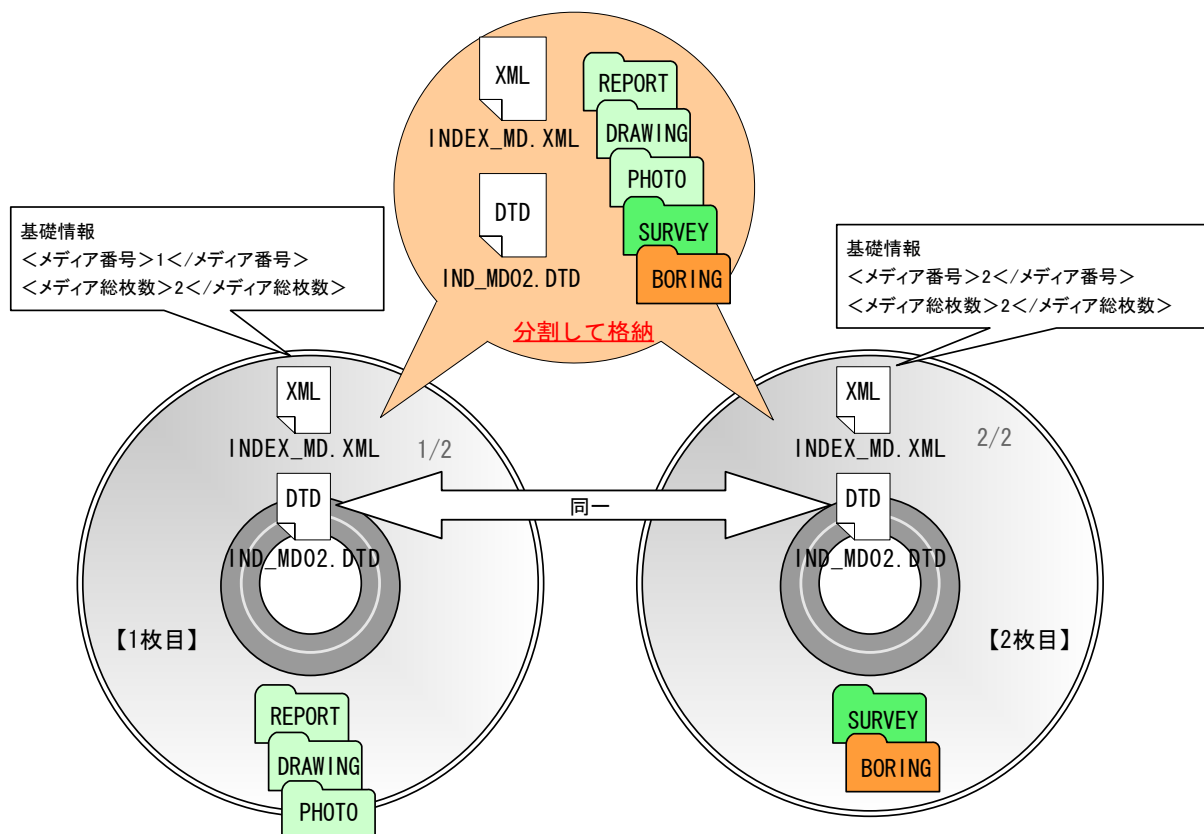 XML
INDEX_MD.XML
DTD
IND_MD02.DTD
REPORT
DRAWING
PHOTO
SURVEY
BORING
分割して格納
基礎情報
<メディア番号>1</メディア番号>
<メディア総枚数>2</メディア総枚数>
基礎情報
<メディア番号>2</メディア番号>
<メディア総枚数>2</メディア総枚数>
XML
INDEX_MD.XML
1/2
DTD
IND_MD02.DTD
【1枚目】
REPORT
DRAWING
PHOTO
同一
XML
INDEX_MD.XML
2/2
DTD
IND_MD02.DTD
【2枚目】
SURVEY
BORING